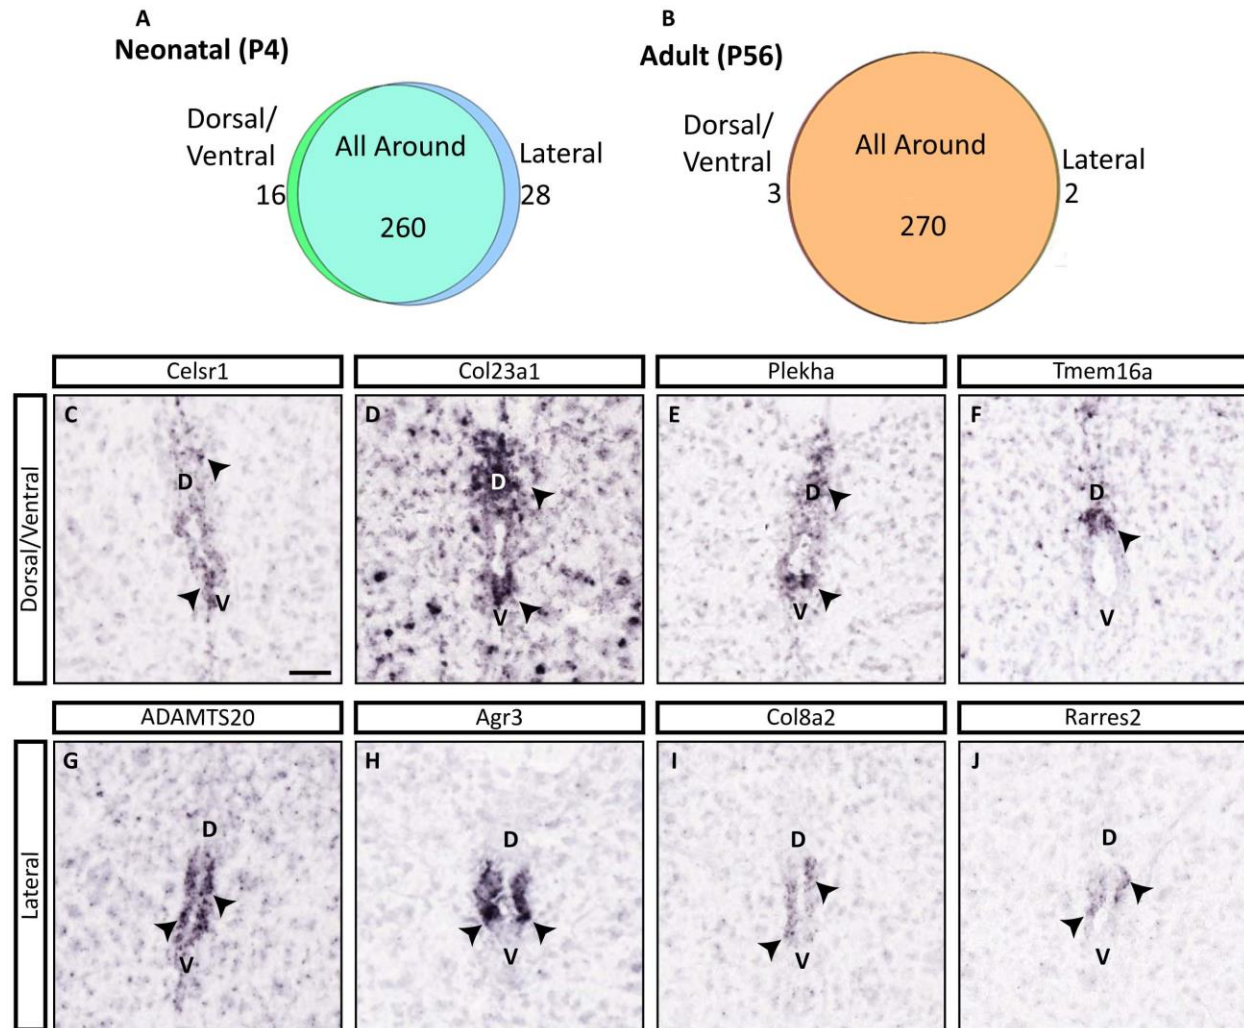 A
Neonatal (P4)
Dorsal/
Ventral
16
All Around
260
Lateral
28
B
Adult (P56)
Dorsal/
Ventral
3
All Around
270
Lateral
2
Celsr1
Col23a1
Plekha
Tmem16a
Dorsal/Ventral
C
D
V
D
D
V
E
D
V
F
D
V
ADAMTS20
Agr3
Col8a2
Rarres2
Lateral
G
D
V
H
D
V
I
D
V
J
D
V